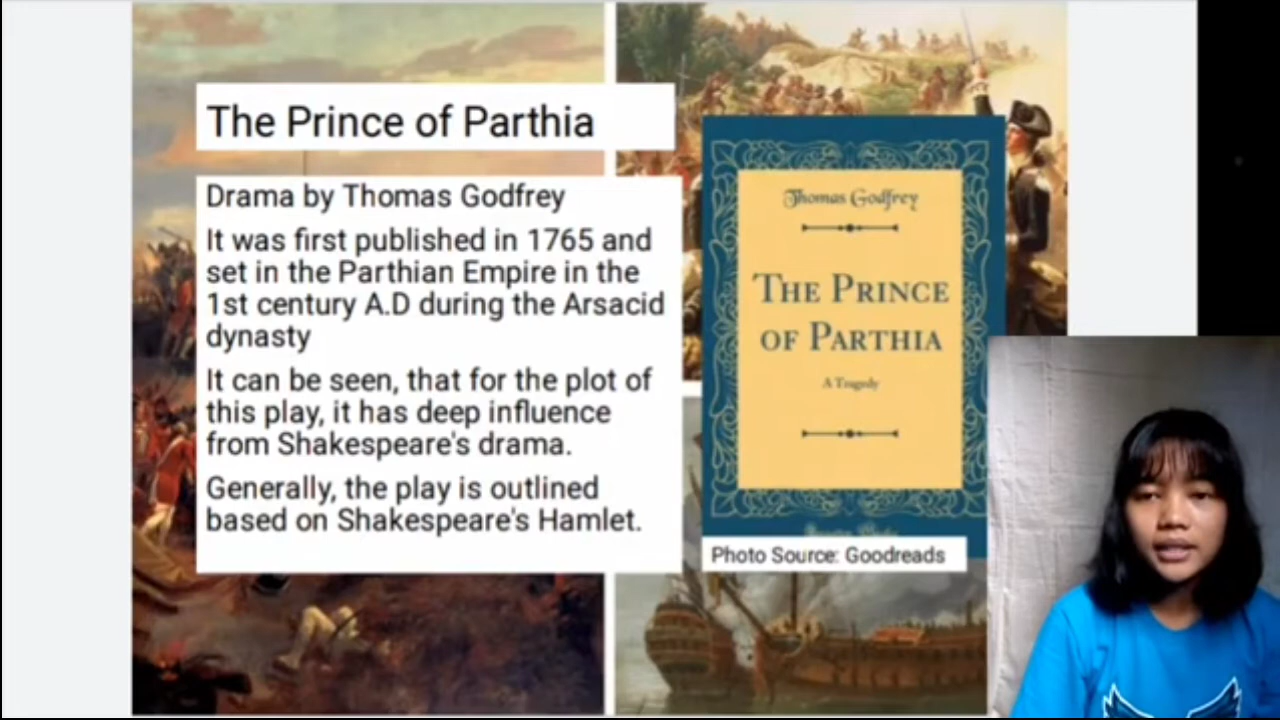 The Prince of Parthia
Drama by Thomas Godfrey
It was first published in 1765 and
set in the Parthian Empire in the
1st century A.D during the Arsacid
dynasty
It can be seen, that for the plot of
this play, it has deep influence
from Shakespeare's drama.
Generally, the play is outlined
based on Shakespeare's Hamlet.
Thomas Godfrey
THE PRINCE
OF PARTHIA
A Tragedy
Photo Source: Goodreads